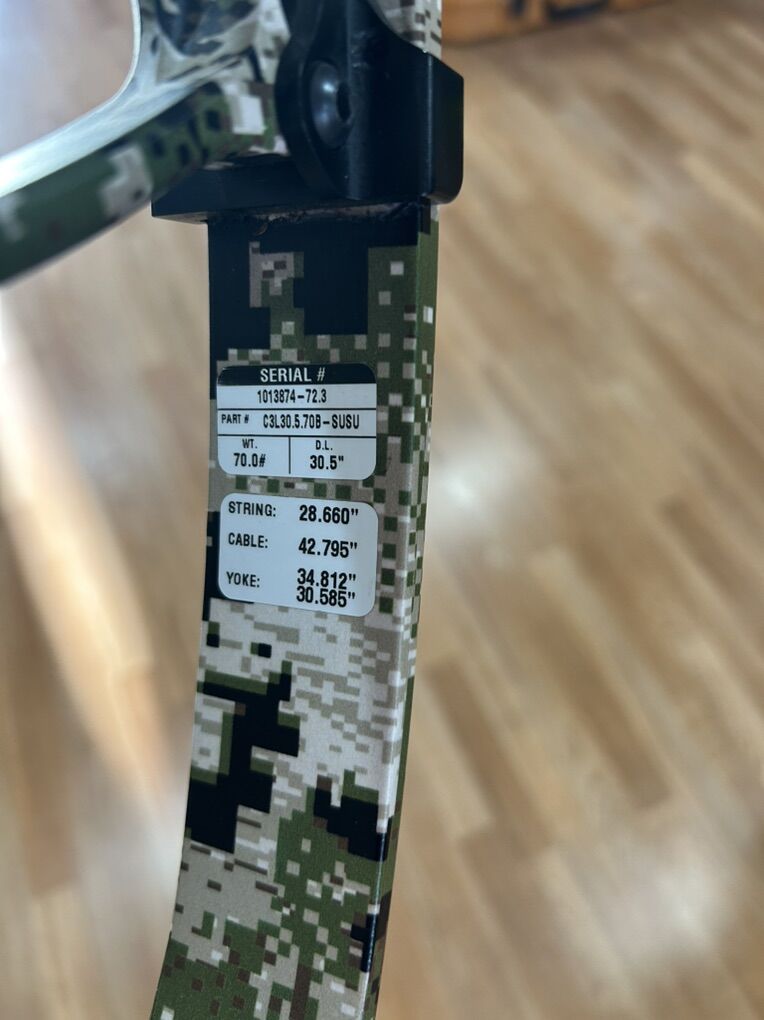 SERIAL #
1013874-72.3
PART # C3L30.5.70B-SUSU
WT. D.L.
70.0# 30.5"
STRING: 28.660"
CABLE: 42.795"
YOKE: 34.812"
30.585"